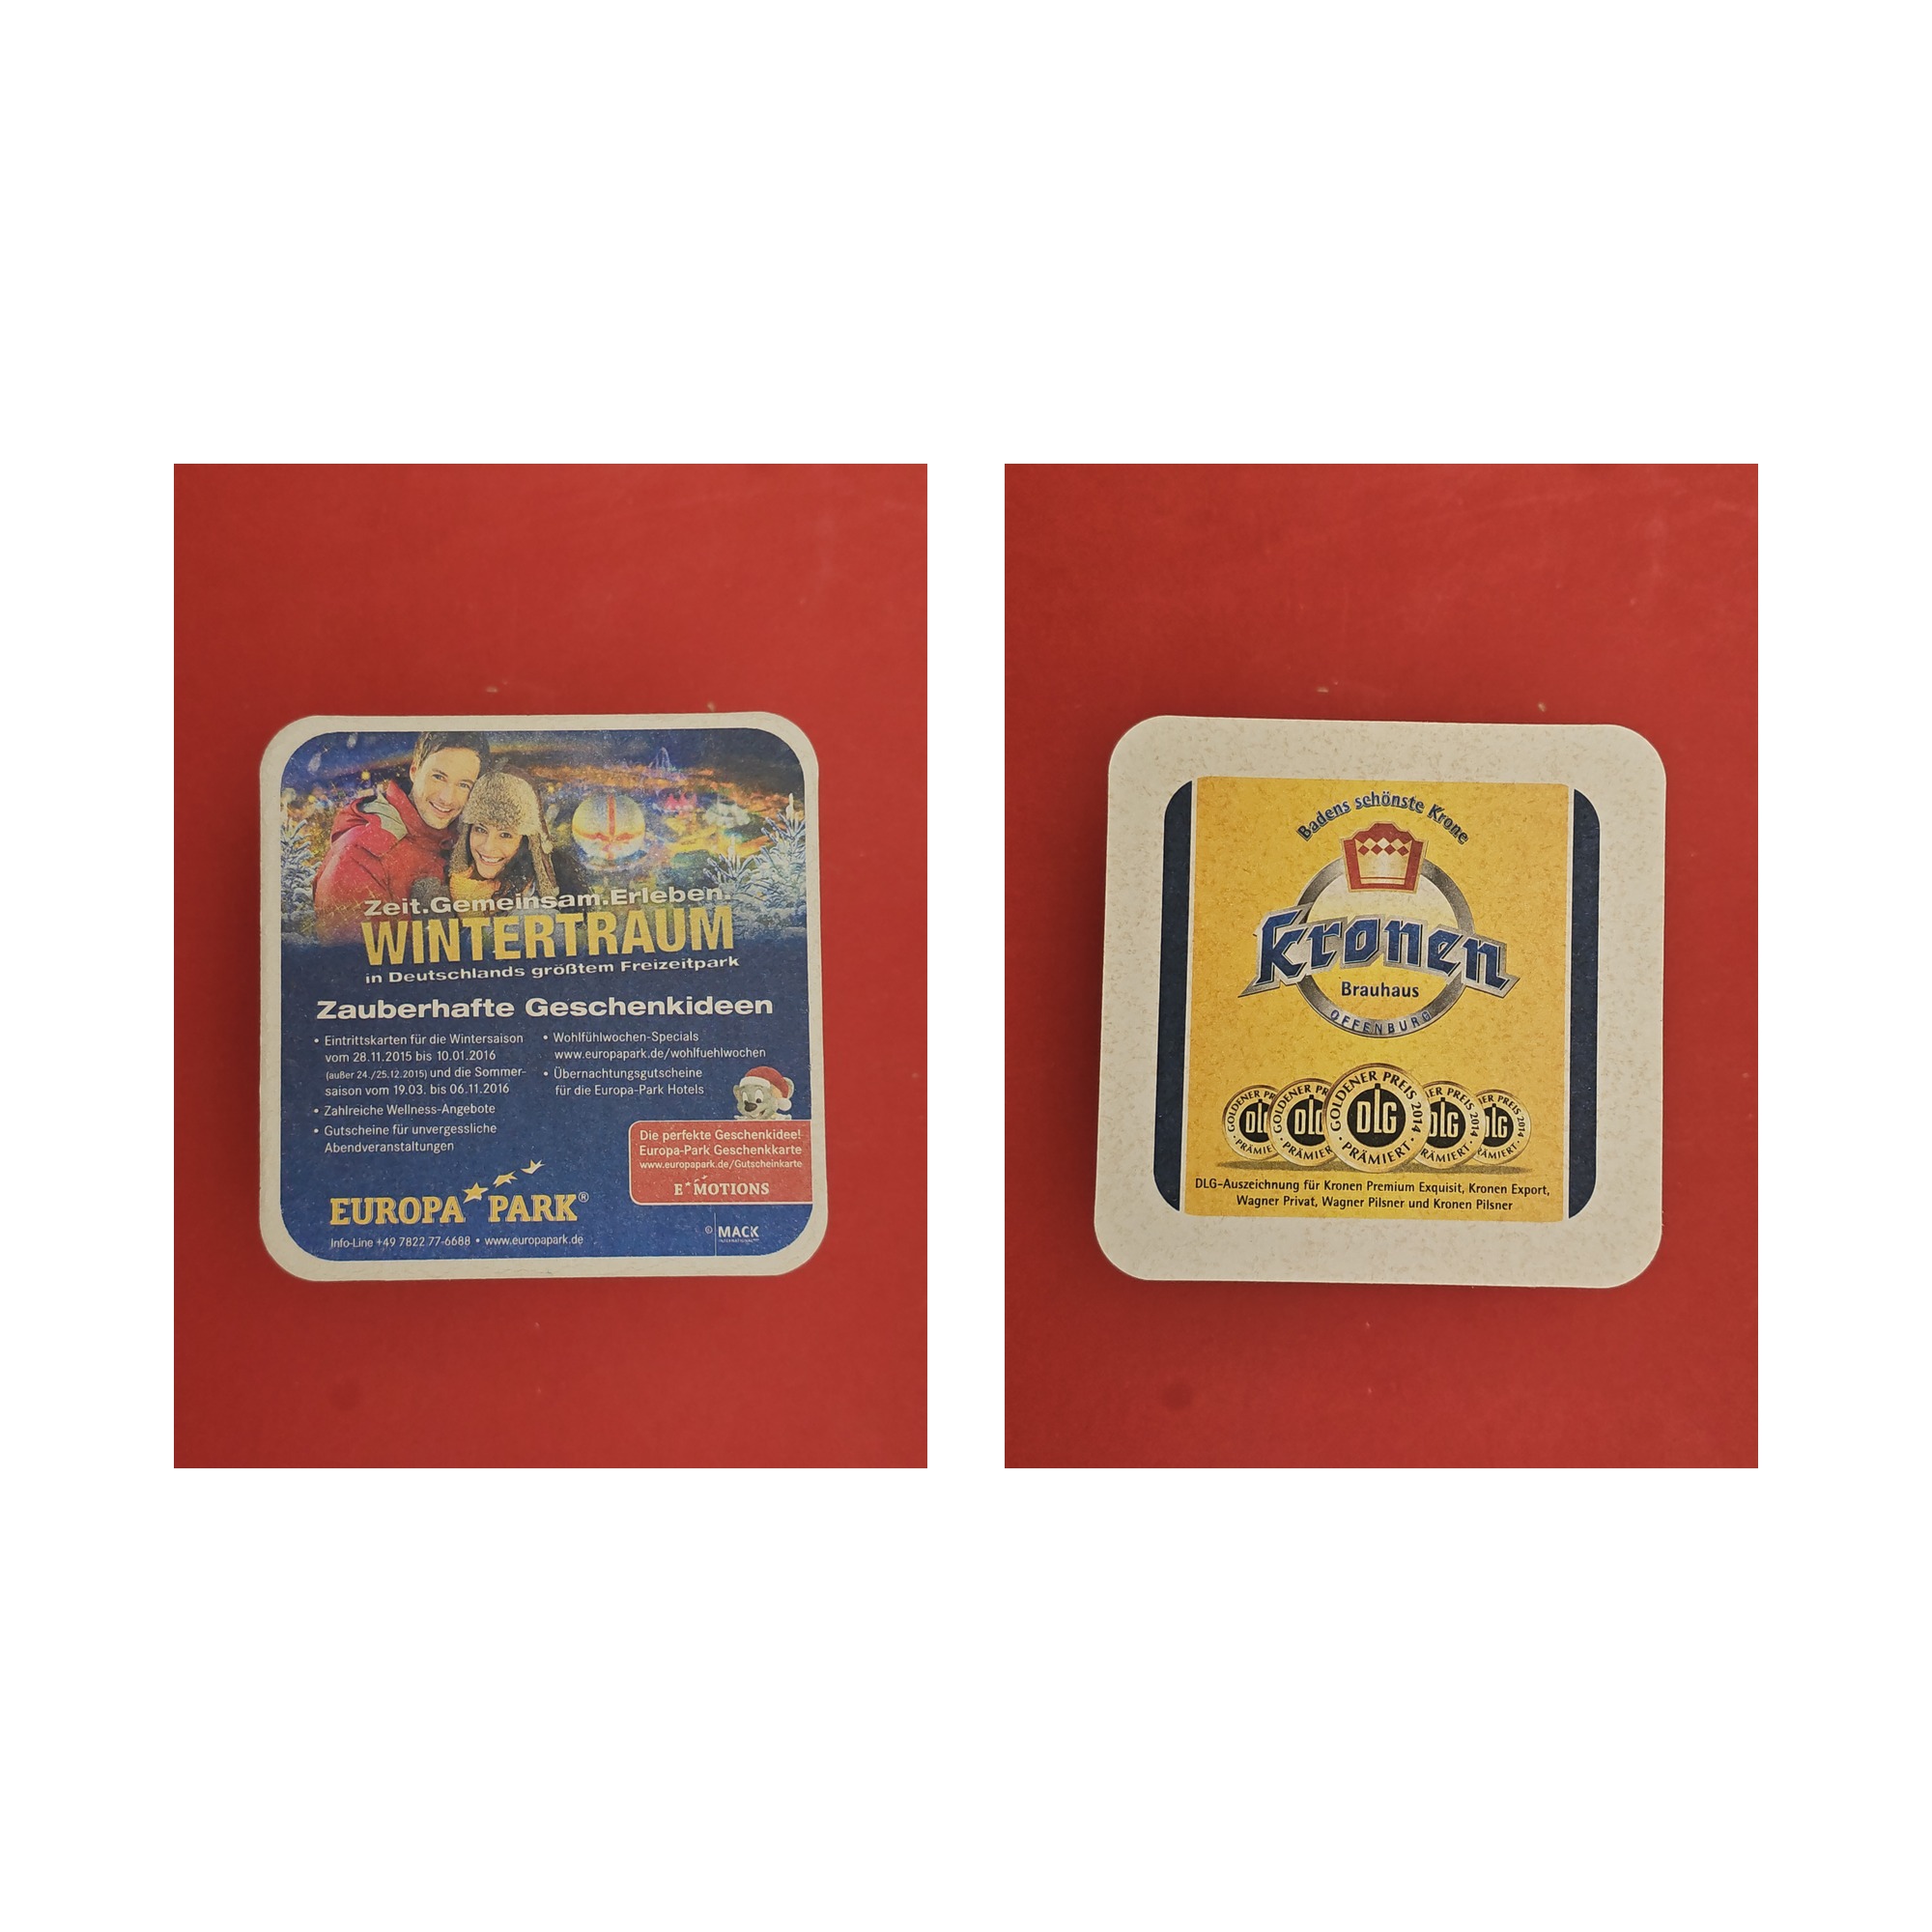 Zeit.Gemeinsam.Erleben.
WINTERTRAUM
in Deutschlands größtem Freizeitpark
Zauberhafte Geschenkideen
• Eintrittskarten für die Wintersaison
vom 28.11.2015 bis 10.01.2016
(außer 24./25.12.2015) und die Sommer-
saison vom 19.03. bis 06.11.2016
• Zahlreiche Wellness-Angebote
• Gutscheine für unvergessliche
Abendveranstaltungen
• Wohlfühlwochen-Specials
www.europapark.de/wohlfuehlwochen
• Übernachtungsgutscheine
für die Europa-Park Hotels
Die perfekte Geschenkidee!
Europa-Park Geschenkkarte
www.europapark.de/Gutscheinkarte
E*MOTIONS
EUROPA PARK®
Info-Line +49 7822 77-6688 • www.europapark.de
© MACK
INTERNATIONAL
Badens schönste Krone
Kronen
Brauhaus
OFFENBURG
GOLDENER PREIS 2014
DLG
PRÄMIERT
DLG-Auszeichnung für Kronen Premium Exquisit, Kronen Export,
Wagner Privat, Wagner Pilsner und Kronen Pilsner